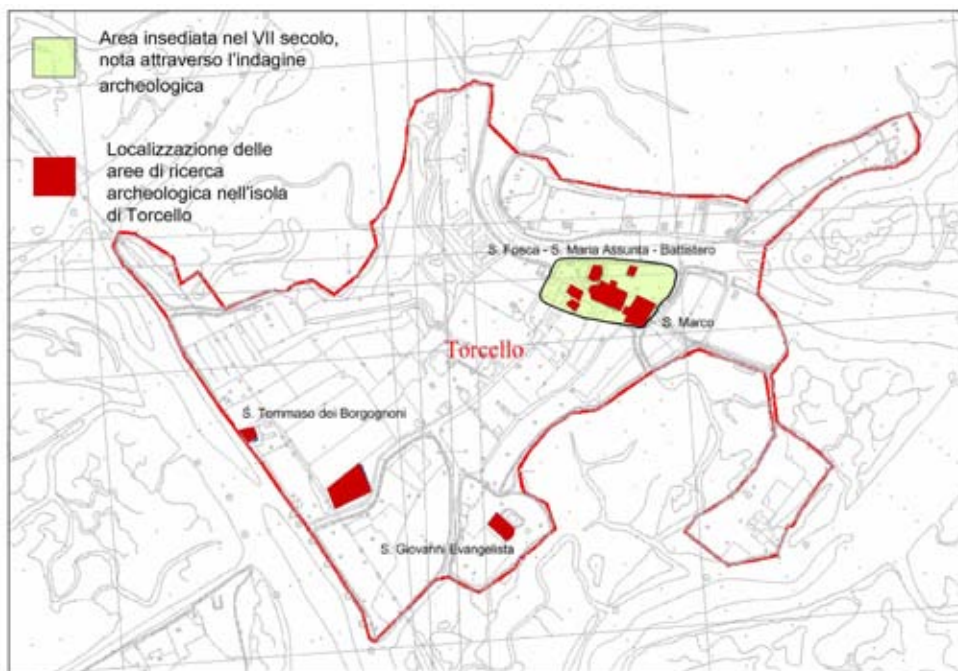 Area insediata nel VII secolo,
nota attraverso l'indagine
archeologica
Localizzazione delle
aree di ricerca
archeologica nell'isola
di Torcello
S. Fosca - S. Maria Assunta - Battistero
S. Marco
Torcello
S. Tommaso dei Borgognoni
S. Giovanni Evangelista